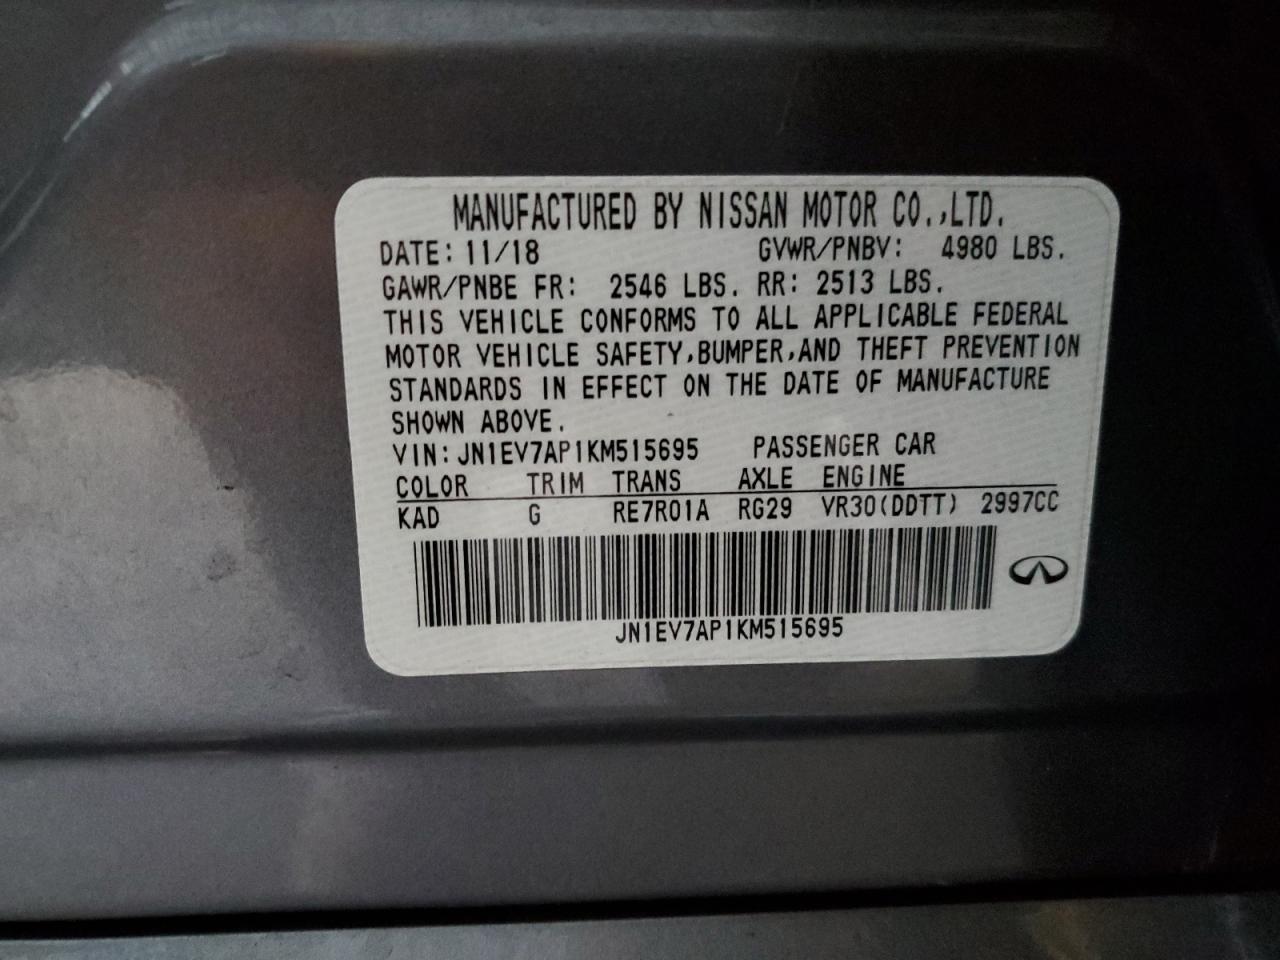 MANUFACTURED BY NISSAN MOTOR CO.,LTD.
DATE: 11/18 GVWR/PNBV: 4980 LBS.
GAWR/PNBE FR: 2546 LBS. RR: 2513 LBS.
THIS VEHICLE CONFORMS TO ALL APPLICABLE FEDERAL
MOTOR VEHICLE SAFETY,BUMPER,AND THEFT PREVENTION
STANDARDS IN EFFECT ON THE DATE OF MANUFACTURE
SHOWN ABOVE.
VIN: JN1EV7AP1KM515695 PASSENGER CAR
COLOR TRIM TRANS AXLE ENGINE
KAD G RE7R01A RG29 VR30(DDTT) 2997CC
JN1EV7AP1KM515695